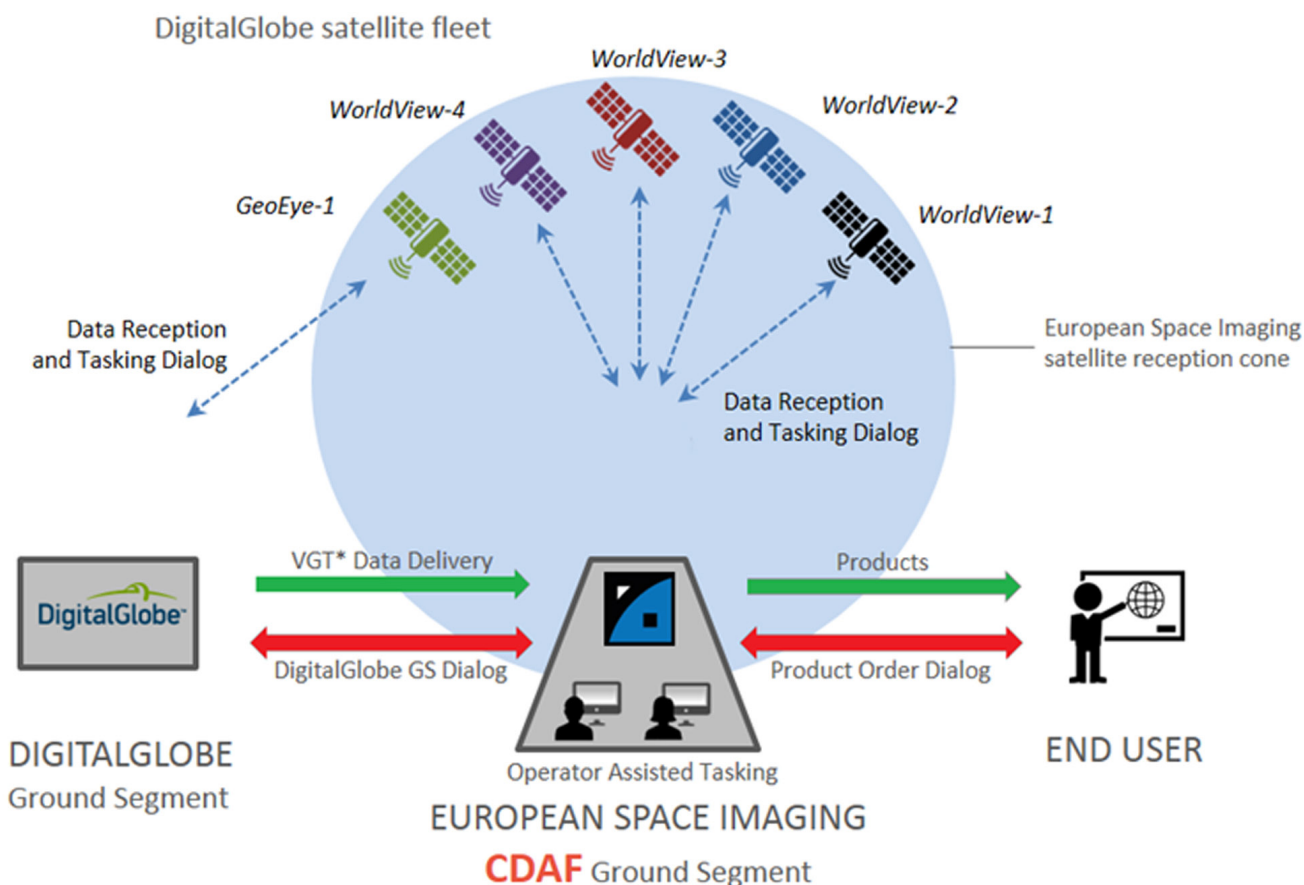 DigitalGlobe satellite fleet
WorldView-3
WorldView-4
WorldView-2
GeoEye-1
WorldView-1
Data Reception
and Tasking Dialog
European Space Imaging
satellite reception cone
Data Reception
and Tasking Dialog
VGT* Data Delivery
Products
DigitalGlobe™
DigitalGlobe GS Dialog
Product Order Dialog
DIGITALGLOBE
Ground Segment
END USER
Operator Assisted Tasking
EUROPEAN SPACE IMAGING
CDAF Ground Segment